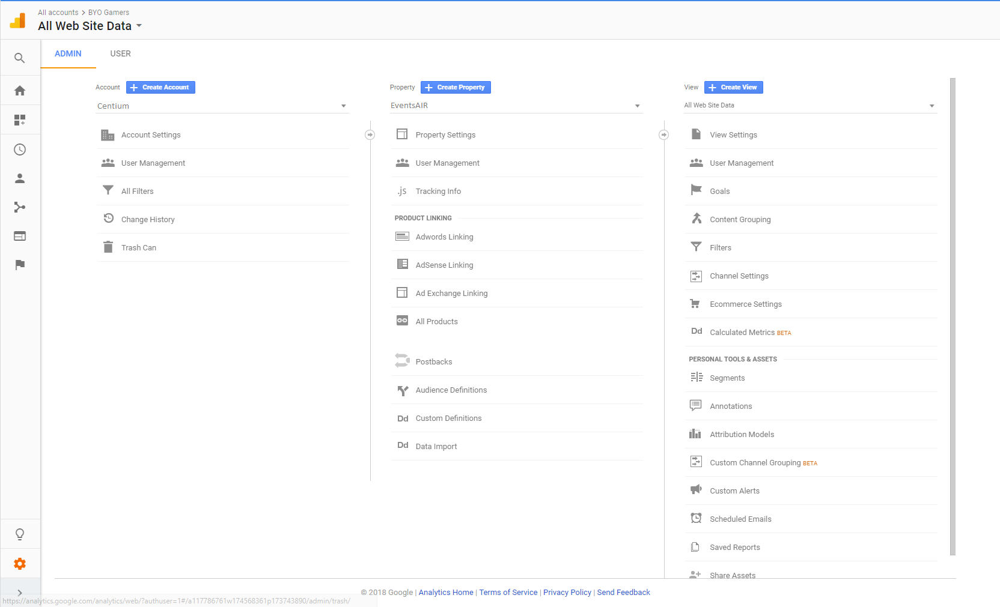 All accounts > BYO Gamers
All Web Site Data
ADMIN
USER
Account
Create Account
Centium
Account Settings
User Management
All Filters
Change History
Trash Can
Property
Create Property
EventsAIR
Property Settings
User Management
.js Tracking Info
PRODUCT LINKING
Adwords Linking
AdSense Linking
Ad Exchange Linking
All Products
Postbacks
Audience Definitions
Dd Custom Definitions
Dd Data Import
View
Create View
All Web Site Data
View Settings
User Management
Goals
Content Grouping
Filters
Channel Settings
Ecommerce Settings
Dd Calculated Metrics BETA
PERSONAL TOOLS & ASSETS
Segments
Annotations
Attribution Models
Custom Channel Grouping BETA
Custom Alerts
Scheduled Emails
Saved Reports
Share Assets
© 2018 Google | Analytics Home | Terms of Service | Privacy Policy | Send Feedback
https://analytics.google.com/analytics/web/?authuser=1#/a117786761w174568361p173743890/admin/trash/